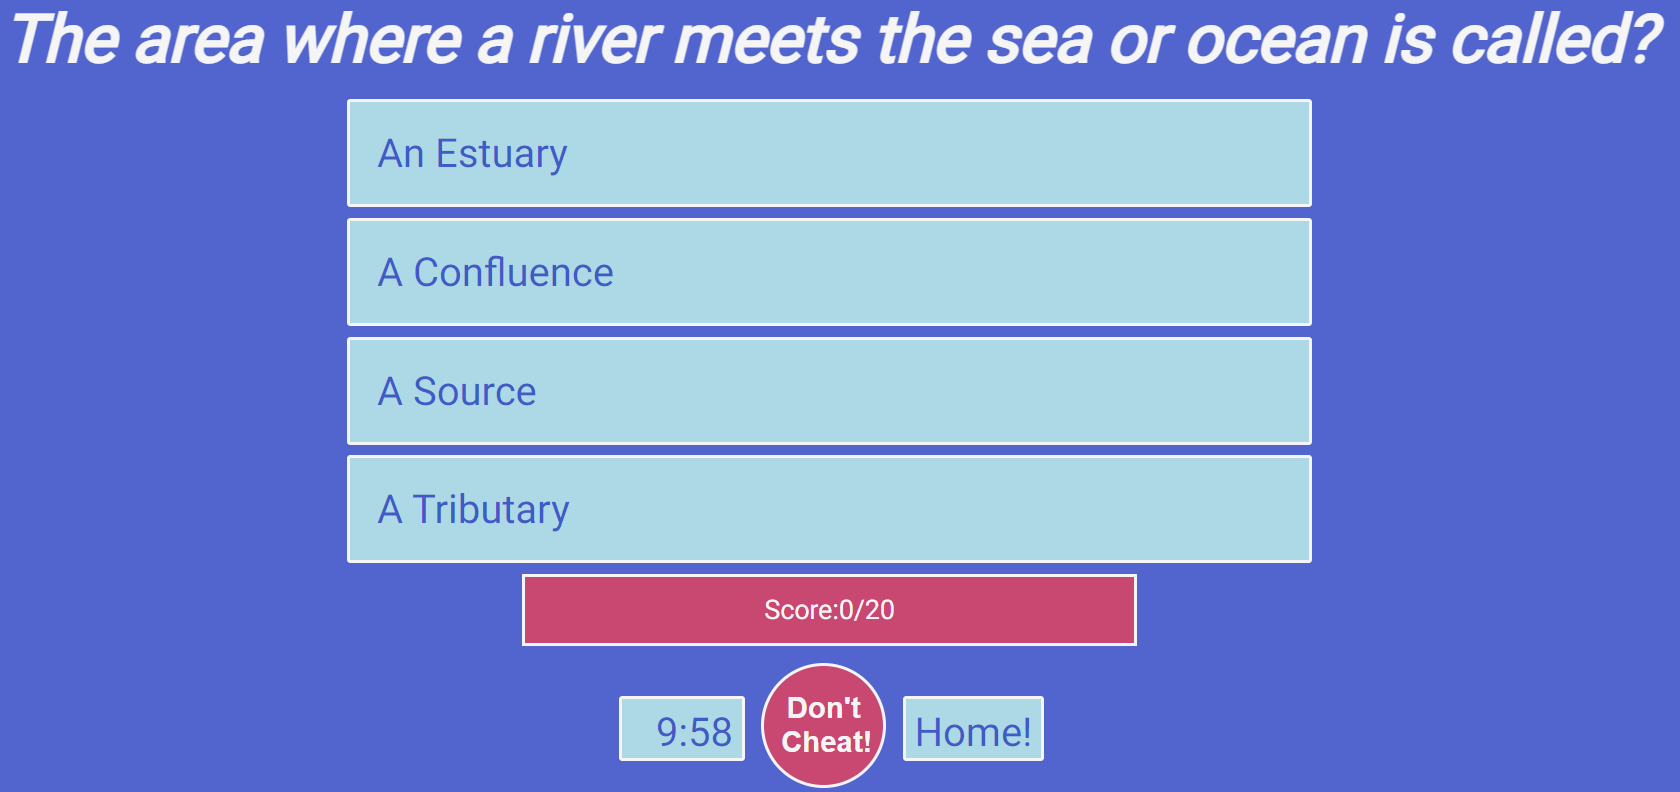 The area where a river meets the sea or ocean is called?
An Estuary
A Confluence
A Source
A Tributary
Score:0/20
9:58
Don't
Cheat!
Home!